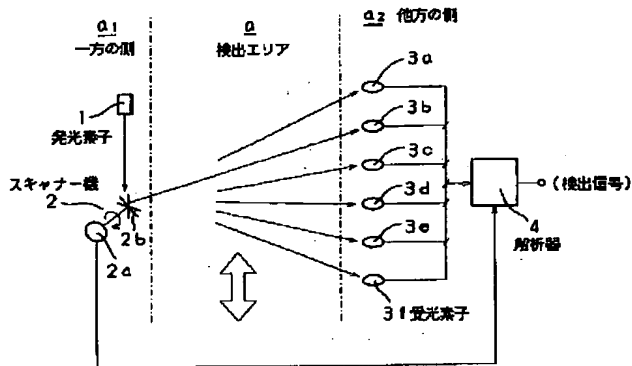 a1
一方の側
a
検出エリア
a2 他方の側
1
発光素子
スキャナー機
2
2b
2a
3a
3b
3c
3d
3e
3f受光素子
(検出信号)
4
解析器